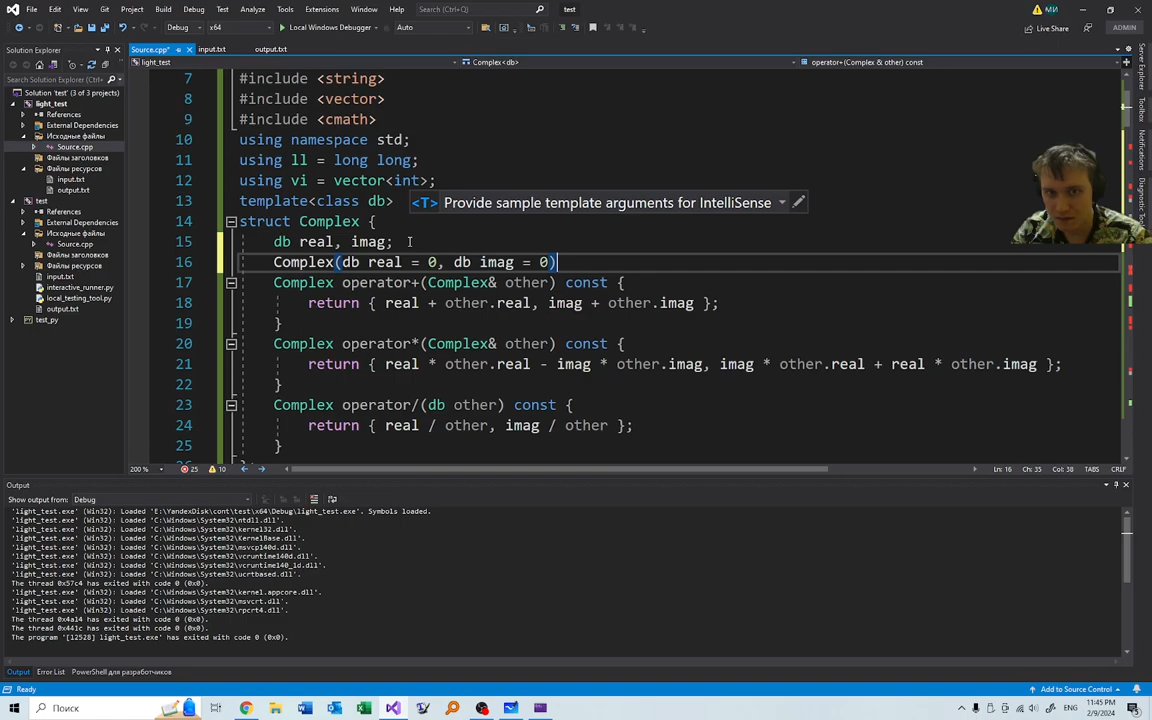 File Edit View Git Project Build Debug Test Analyze Tools Extensions Window Help Search (Ctrl+Q) test МИ
Debug x64 Local Windows Debugger Auto Live Share ADMIN
Solution Explorer
Search Solution Explorer (Ctrl+;)
Solution 'test' (3 of 3 projects)
light_test
References
External Dependencies
Исходные файлы
Source.cpp
Файлы заголовков
Файлы ресурсов
input.txt
output.txt
test
References
External Dependencies
Исходные файлы
Source.cpp
Файлы заголовков
Файлы ресурсов
input.txt
interactive_runner.py
local_testing_tool.py
output.txt
test_py
Source.cpp* input.txt output.txt
light_test Complex<db> operator+(Complex & other) const
7 #include <string>
8 #include <vector>
9 #include <cmath>
10 using namespace std;
11 using ll = long long;
12 using vi = vector<int>;
13 template<class db> <T> Provide sample template arguments for IntelliSense
14 struct Complex {
15 db real, imag;
16 Complex(db real = 0, db imag = 0)
17 Complex operator+(Complex& other) const {
18 return { real + other.real, imag + other.imag };
19 }
20 Complex operator*(Complex& other) const {
21 return { real * other.real - imag * other.imag, imag * other.real + real * other.imag };
22 }
23 Complex operator/(db other) const {
24 return { real / other, imag / other };
25 }
200 % 25 10 Ln: 16 Ch: 35 Col: 38 TABS CRLF
Server Explorer
Toolbox
Notifications
Diagnostic Tools
Output
Show output from: Debug
'light_test.exe' (Win32): Loaded 'E:\YandexDisk\cont\test\x64\Debug\light_test.exe'. Symbols loaded.
'light_test.exe' (Win32): Loaded 'C:\Windows\System32\ntdll.dll'.
'light_test.exe' (Win32): Loaded 'C:\Windows\System32\kernel32.dll'.
'light_test.exe' (Win32): Loaded 'C:\Windows\System32\KernelBase.dll'.
'light_test.exe' (Win32): Loaded 'C:\Windows\System32\msvcp140d.dll'.
'light_test.exe' (Win32): Loaded 'C:\Windows\System32\vcruntime140d.dll'.
'light_test.exe' (Win32): Loaded 'C:\Windows\System32\vcruntime140_1d.dll'.
'light_test.exe' (Win32): Loaded 'C:\Windows\System32\ucrtbased.dll'.
The thread 0x57c4 has exited with code 0 (0x0).
'light_test.exe' (Win32): Loaded 'C:\Windows\System32\kernel.appcore.dll'.
'light_test.exe' (Win32): Loaded 'C:\Windows\System32\msvcrt.dll'.
'light_test.exe' (Win32): Loaded 'C:\Windows\System32\rpcrt4.dll'.
The thread 0x4a14 has exited with code 0 (0x0).
The thread 0x441c has exited with code 0 (0x0).
The program '[12528] light_test.exe' has exited with code 0 (0x0).
Output Error List PowerShell для разработчиков
Ready Add to Source Control
Поиск 11:45 PM
2/9/2024 5